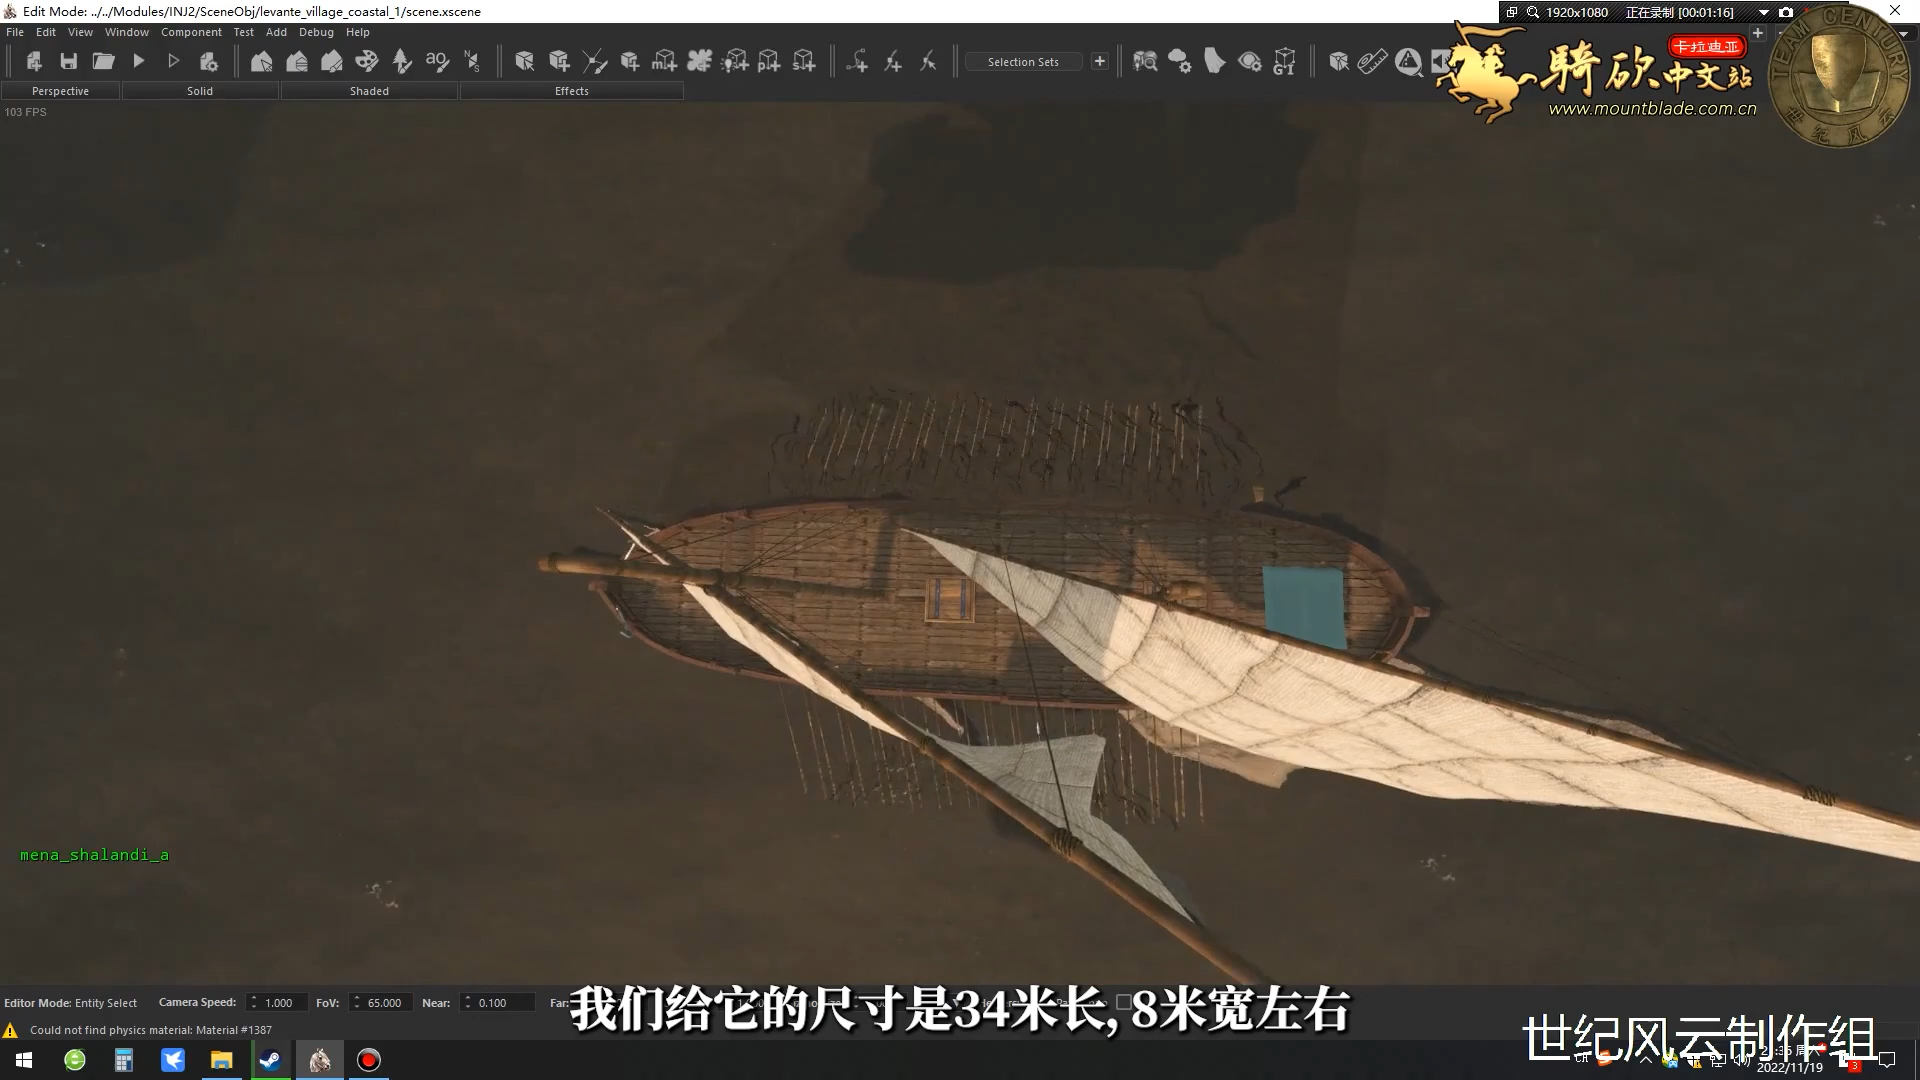 Edit Mode: ../../Modules/INJ2/SceneObj/levante_village_coastal_1/scene.xscene
1920x1080 正在录制 [00:01:16]
File Edit View Window Component Test Add Debug Help
Selection Sets
Perspective Solid Shaded Effects
103 FPS
卡拉迪亚
骑砍中文站
www.mountblade.com.cn
TEAM CENTURY
世纪风云
mena_shalandi_a
Editor Mode: Entity Select Camera Speed: 1.000 FoV: 65.000 Near: 0.100 Far:
我们给它的尺寸是34米长, 8米宽左右
Could not find physics material: Material #1387
世纪风云制作组
2022/11/19
3